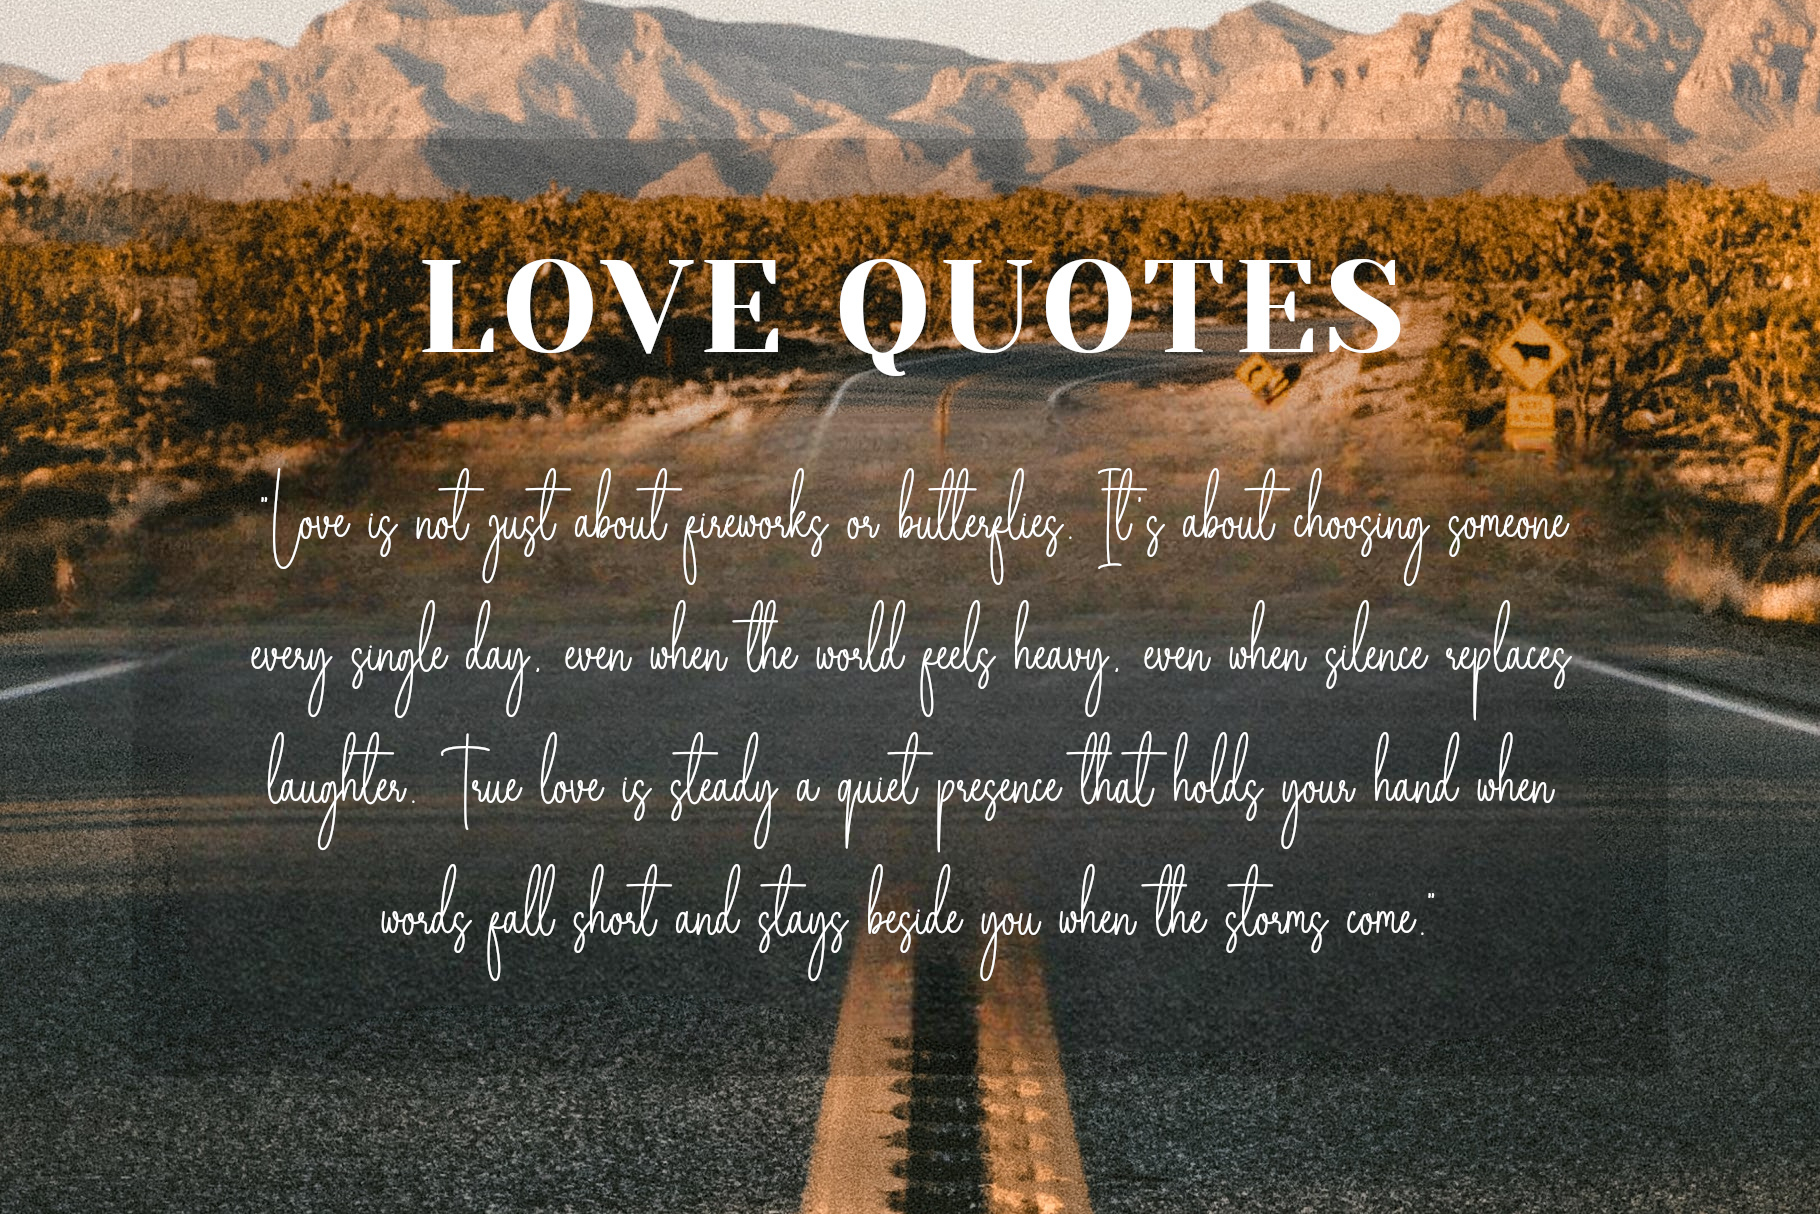 LOVE QUOTES
"Love is not just about fireworks or butterflies. It's about choosing someone
every single day, even when the world feels heavy, even when silence replaces
laughter. True love is steady a quiet presence that holds your hand when
words fall short and stays beside you when the storms come."